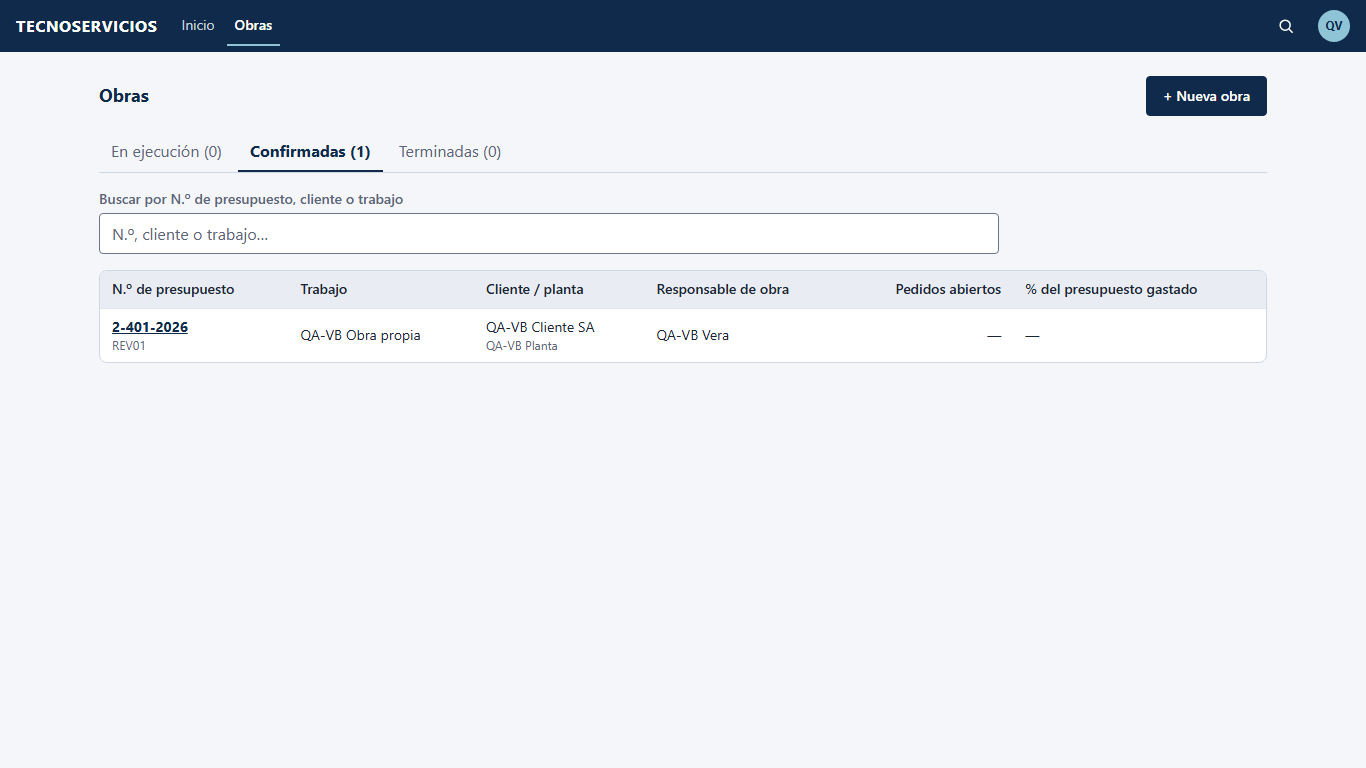 TECNOSERVICIOS Inicio Obras QV
Obras + Nueva obra
En ejecución (0) Confirmadas (1) Terminadas (0)
Buscar por N.º de presupuesto, cliente o trabajo
N.º, cliente o trabajo...
N.º de presupuesto Trabajo Cliente / planta Responsable de obra Pedidos abiertos % del presupuesto gastado
2-401-2026 QA-VB Obra propia QA-VB Cliente SA QA-VB Vera — —
REV01 QA-VB Planta